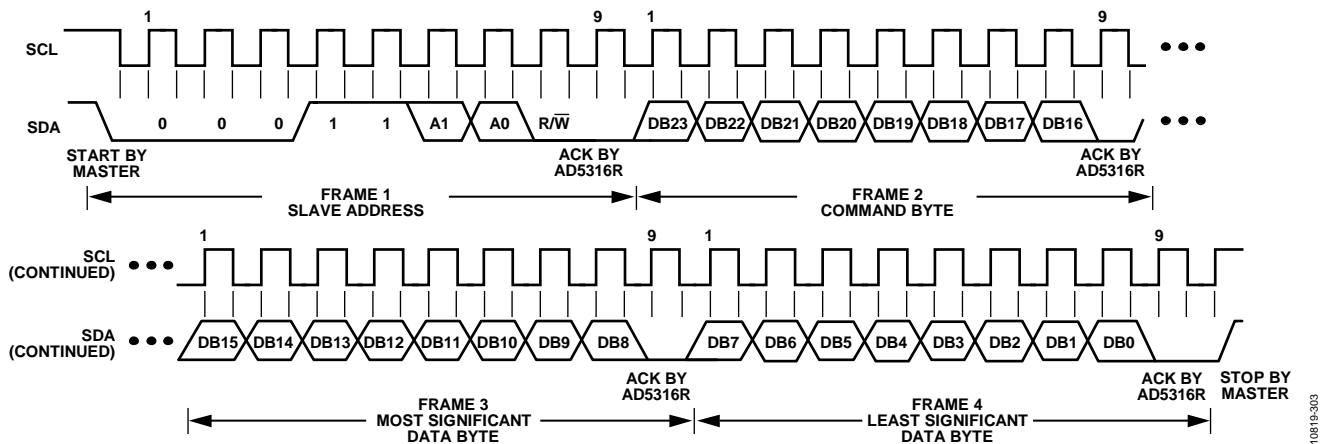 1 9 1 9
SCL
SDA 0 0 0 1 1 A1 A0 R/W̅ DB23 DB22 DB21 DB20 DB19 DB18 DB17 DB16
START BY
MASTER
ACK BY
AD5316R
ACK BY
AD5316R
FRAME 1
SLAVE ADDRESS
FRAME 2
COMMAND BYTE
1 9 1 9
SCL
(CONTINUED)
SDA
(CONTINUED)
DB15 DB14 DB13 DB12 DB11 DB10 DB9 DB8 DB7 DB6 DB5 DB4 DB3 DB2 DB1 DB0
ACK BY
AD5316R
ACK BY
AD5316R
STOP BY
MASTER
FRAME 3
MOST SIGNIFICANT
DATA BYTE
FRAME 4
LEAST SIGNIFICANT
DATA BYTE
10819-303